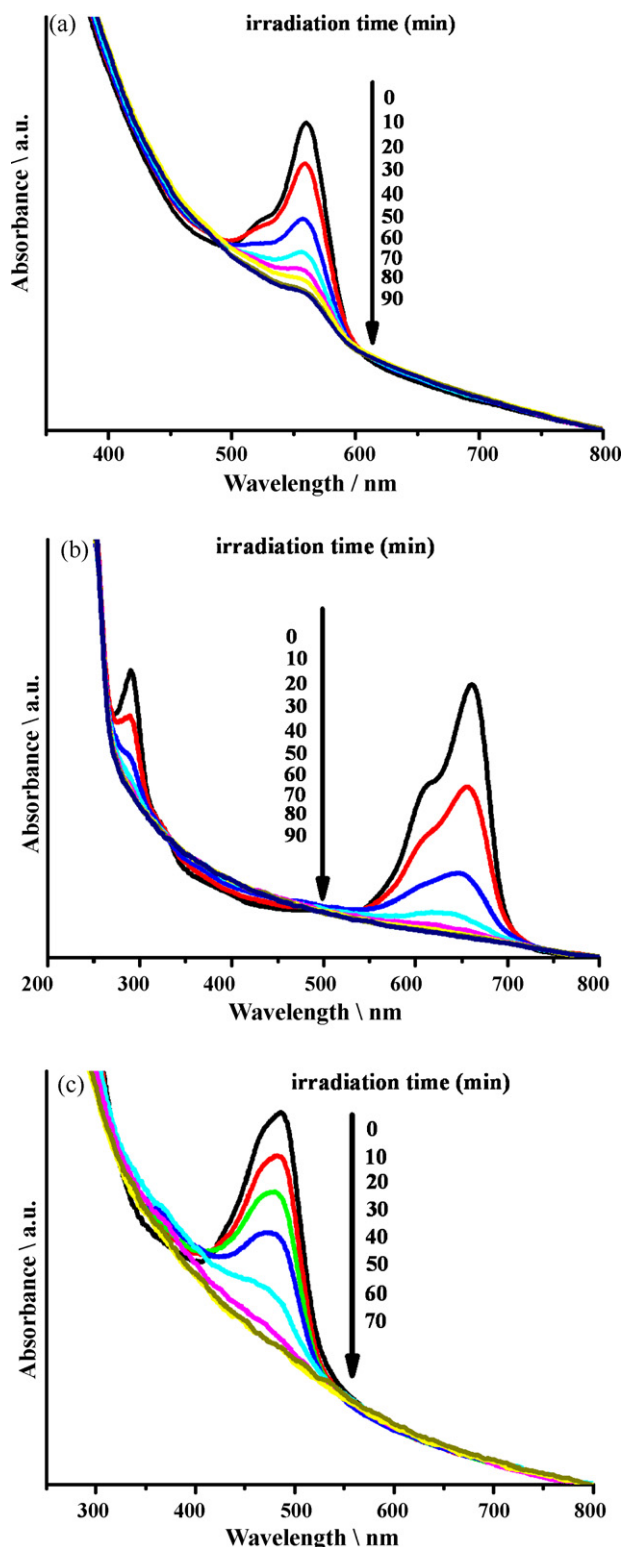 (a)
irradiation time (min)
0
10
20
30
40
50
60
70
80
90
Absorbance \ a.u.
400 500 600 700 800
Wavelength / nm
(b)
irradiation time (min)
0
10
20
30
40
50
60
70
80
90
Absorbance \ a.u.
200 300 400 500 600 700 800
Wavelength \ nm
(c)
irradiation time (min)
0
10
20
30
40
50
60
70
Absorbance \ a.u.
300 400 500 600 700 800
Wavelength \ nm